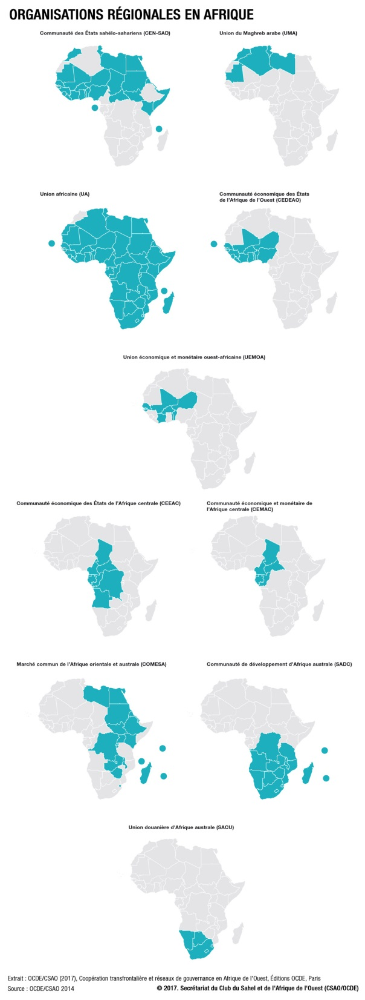 ORGANISATIONS RÉGIONALES EN AFRIQUE
Communauté des États sahélo-sahariens (CEN-SAD)
Union du Maghreb arabe (UMA)
Union africaine (UA)
Communauté économique des États
de l'Afrique de l'Ouest (CEDEAO)
Union économique et monétaire ouest-africaine (UEMOA)
Communauté économique des États de l'Afrique centrale (CEEAC)
Communauté économique et monétaire de
l'Afrique centrale (CEMAC)
Marché commun de l'Afrique orientale et australe (COMESA)
Communauté de développement d'Afrique australe (SADC)
Union douanière d'Afrique australe (SACU)
Extrait : OCDE/CSAO (2017), Coopération transfrontalière et réseaux de gouvernance en Afrique de l'Ouest, Éditions OCDE, Paris
Source : OCDE/CSAO 2014
© 2017. Secrétariat du Club du Sahel et de l'Afrique de l'Ouest (CSAO/OCDE)